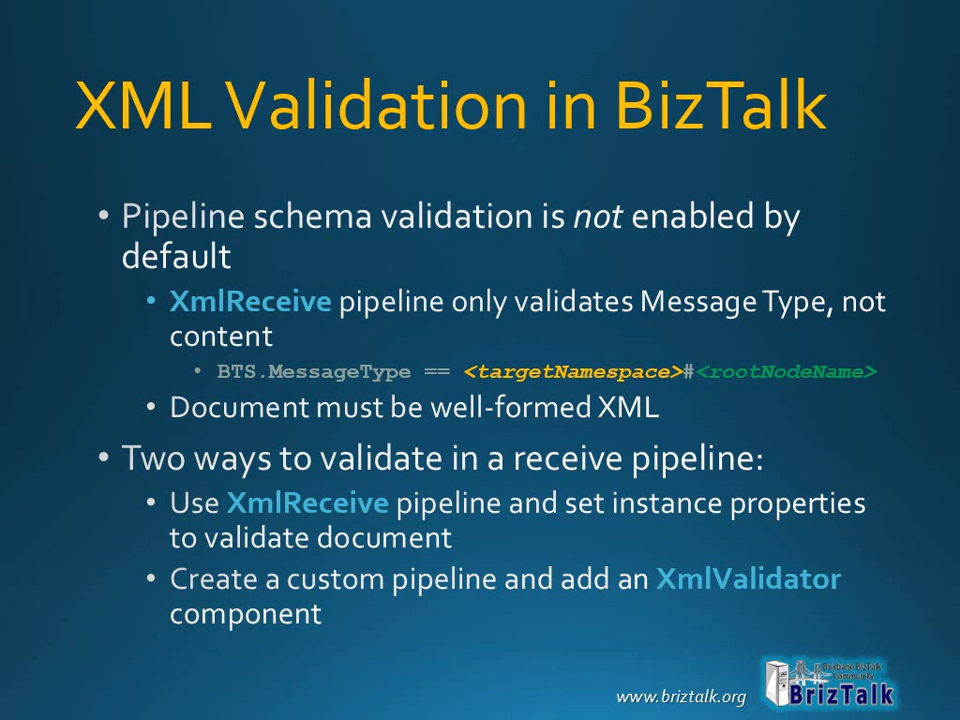 XML Validation in BizTalk
• Pipeline schema validation is not enabled by
default
• XmlReceive pipeline only validates Message Type, not
content
• BTS.MessageType == <targetNamespace>#<rootNodeName>
• Document must be well-formed XML
• Two ways to validate in a receive pipeline:
• Use XmlReceive pipeline and set instance properties
to validate document
• Create a custom pipeline and add an XmlValidator
component
www.briztalk.org
Brisbane BizTalk
Community
BrizTalk